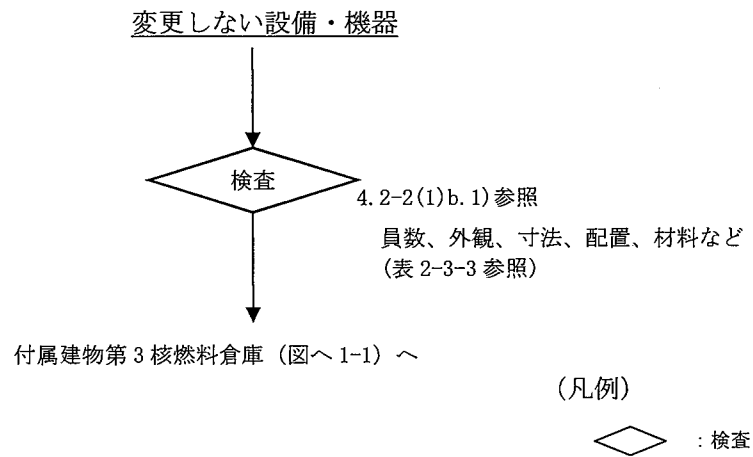 変更しない設備・機器
検査
4.2-2(1)b.1)参照
員数、外観、寸法、配置、材料など
(表 2-3-3 参照)
付属建物第3核燃料倉庫（図へ 1-1）へ
(凡例)
：検査